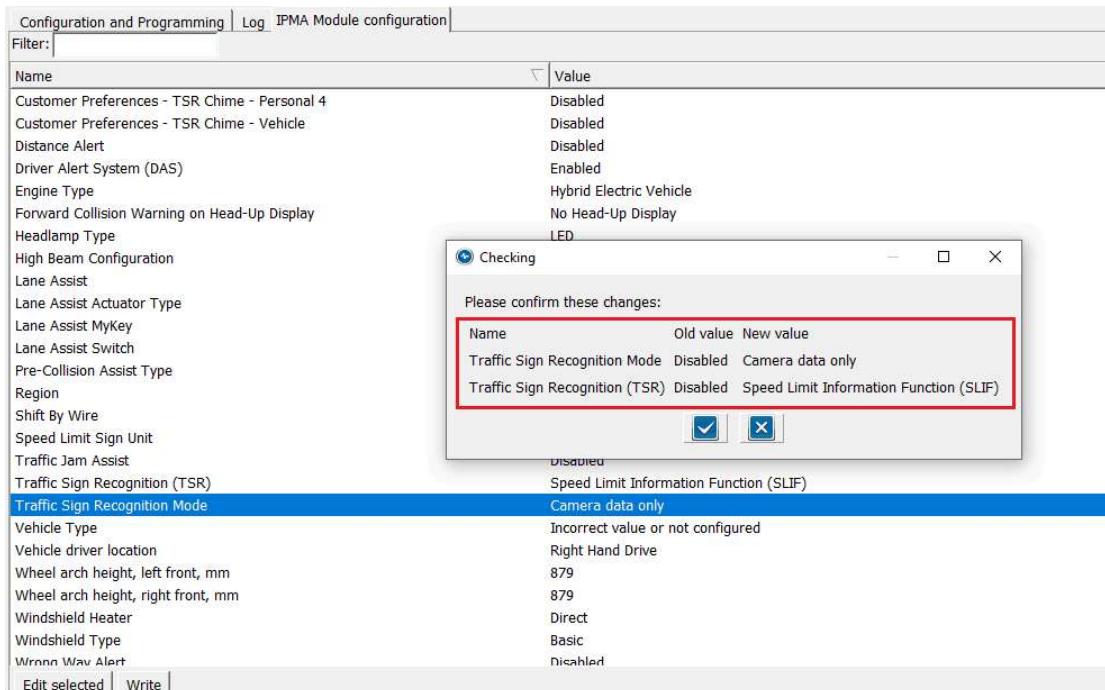 Configuration and Programming Log IPMA Module configuration
Filter:
Name Value
Customer Preferences - TSR Chime - Personal 4 Disabled
Customer Preferences - TSR Chime - Vehicle Disabled
Distance Alert Disabled
Driver Alert System (DAS) Enabled
Engine Type Hybrid Electric Vehicle
Forward Collision Warning on Head-Up Display No Head-Up Display
Headlamp Type LED
High Beam Configuration
Lane Assist
Lane Assist Actuator Type
Lane Assist MyKey
Lane Assist Switch
Pre-Collision Assist Type
Region
Shift By Wire
Speed Limit Sign Unit
Traffic Jam Assist Disabled
Traffic Sign Recognition (TSR) Speed Limit Information Function (SLIF)
Traffic Sign Recognition Mode Camera data only
Vehicle Type Incorrect value or not configured
Vehicle driver location Right Hand Drive
Wheel arch height, left front, mm 879
Wheel arch height, right front, mm 879
Windshield Heater Direct
Windshield Type Basic
Wrong Way Alert Disabled
Edit selected Write
Checking
Please confirm these changes:
Name Old value New value
Traffic Sign Recognition Mode Disabled Camera data only
Traffic Sign Recognition (TSR) Disabled Speed Limit Information Function (SLIF)